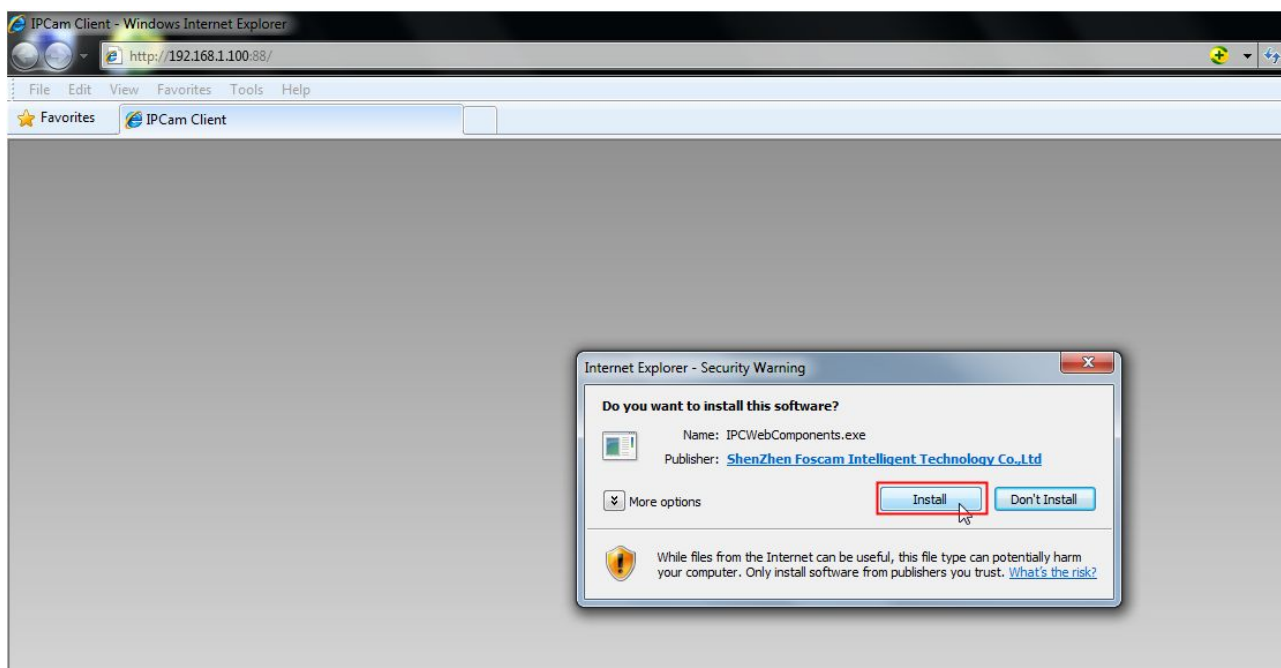 IPCam Client - Windows Internet Explorer
http://192.168.1.100:88/
File Edit View Favorites Tools Help
Favorites
IPCam Client
Internet Explorer - Security Warning
Do you want to install this software?
Name: IPCWebComponents.exe
Publisher: ShenZhen Foscam Intelligent Technology Co.,Ltd
More options
Install
Don't Install
While files from the Internet can be useful, this file type can potentially harm
your computer. Only install software from publishers you trust. What's the risk?